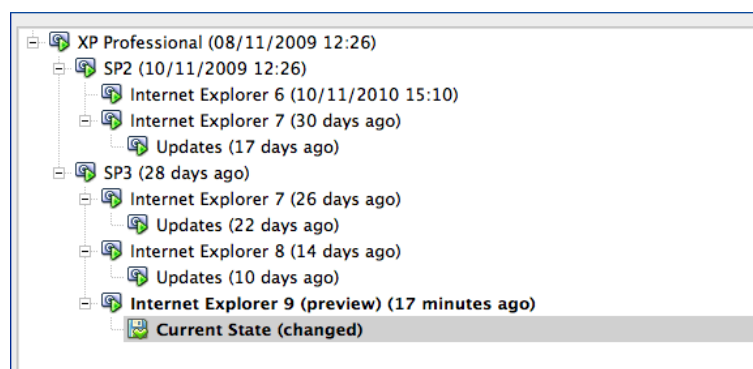 XP Professional (08/11/2009 12:26)
SP2 (10/11/2009 12:26)
Internet Explorer 6 (10/11/2010 15:10)
Internet Explorer 7 (30 days ago)
Updates (17 days ago)
SP3 (28 days ago)
Internet Explorer 7 (26 days ago)
Updates (22 days ago)
Internet Explorer 8 (14 days ago)
Updates (10 days ago)
Internet Explorer 9 (preview) (17 minutes ago)
Current State (changed)